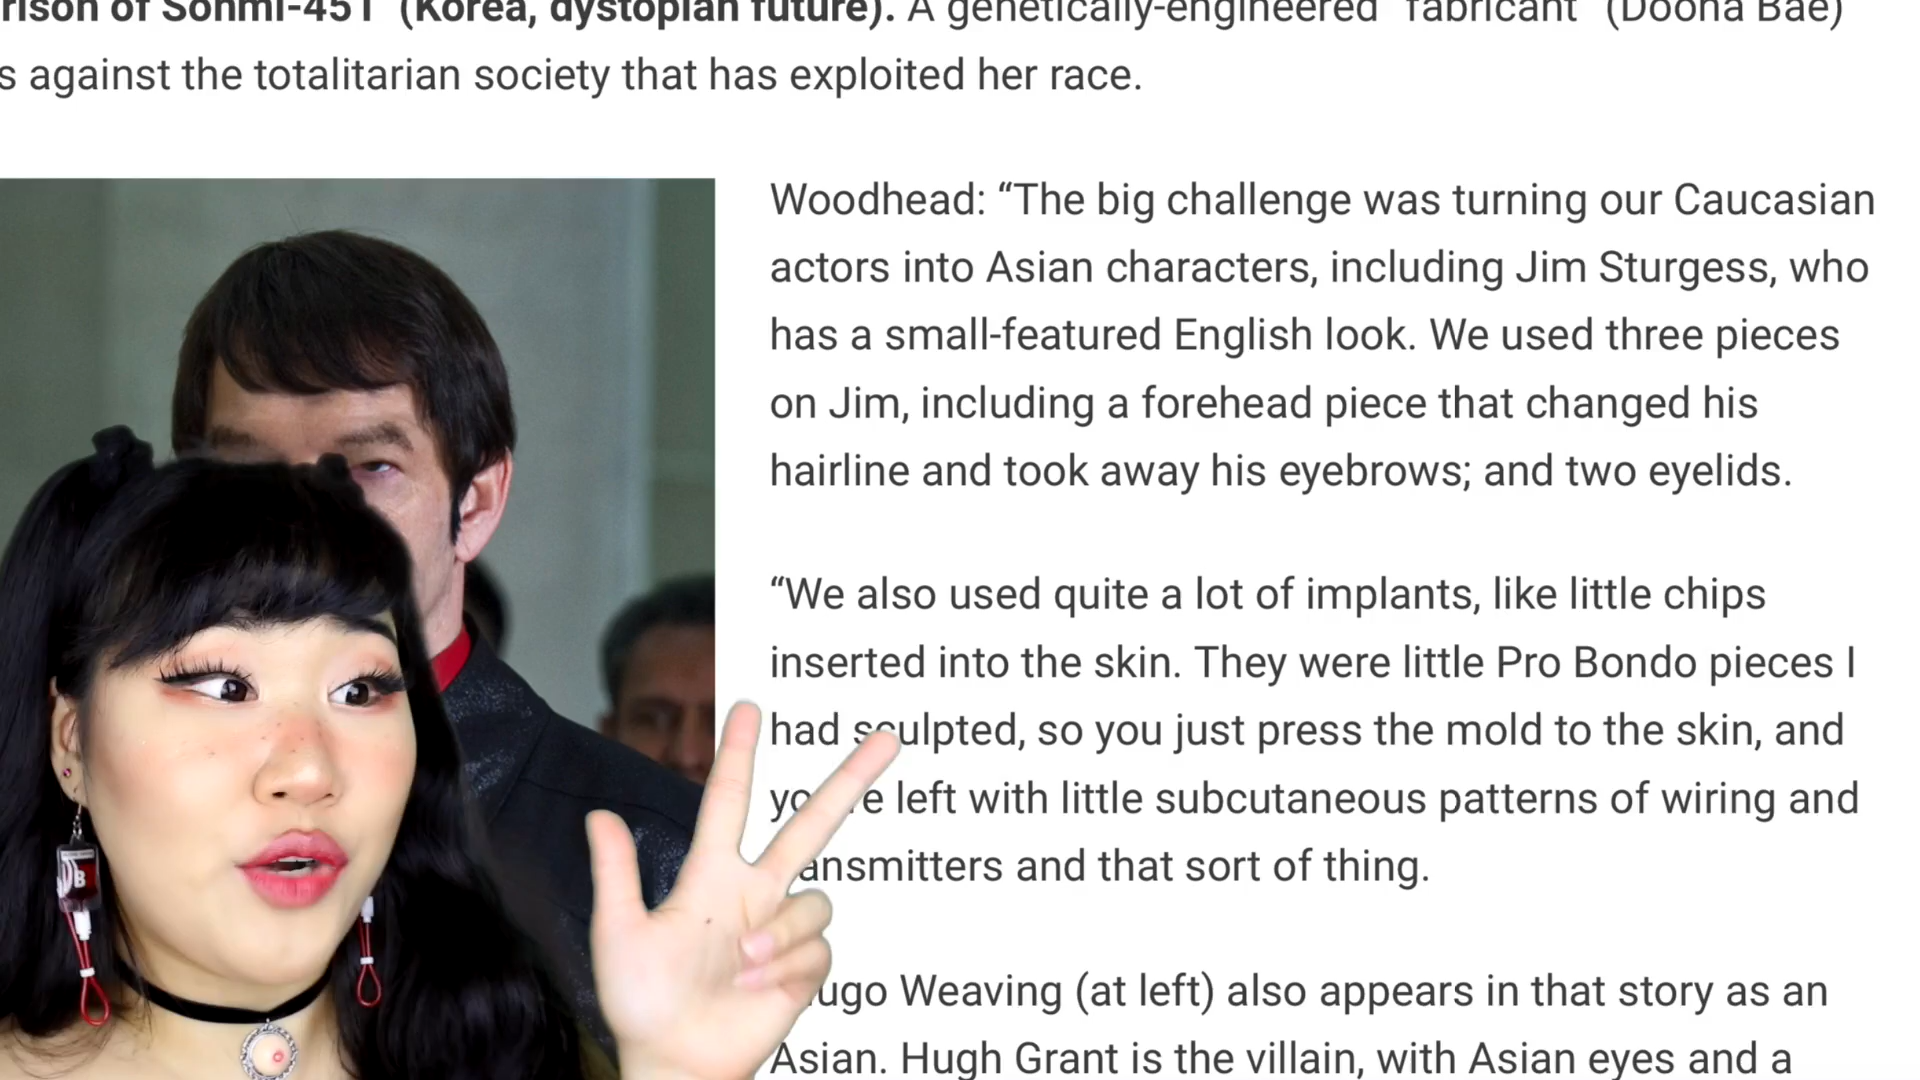 rison of Sonmi-451 (Korea, dystopian future). A genetically-engineered "fabricant" (Doona Bae)
s against the totalitarian society that has exploited her race.
Woodhead: “The big challenge was turning our Caucasian
actors into Asian characters, including Jim Sturgess, who
has a small-featured English look. We used three pieces
on Jim, including a forehead piece that changed his
hairline and took away his eyebrows; and two eyelids.
“We also used quite a lot of implants, like little chips
inserted into the skin. They were little Pro Bondo pieces I
had sculpted, so you just press the mold to the skin, and
left with little subcutaneous patterns of wiring and
ansmitters and that sort of thing.
ugo Weaving (at left) also appears in that story as an
Asian. Hugh Grant is the villain, with Asian eyes and a
B